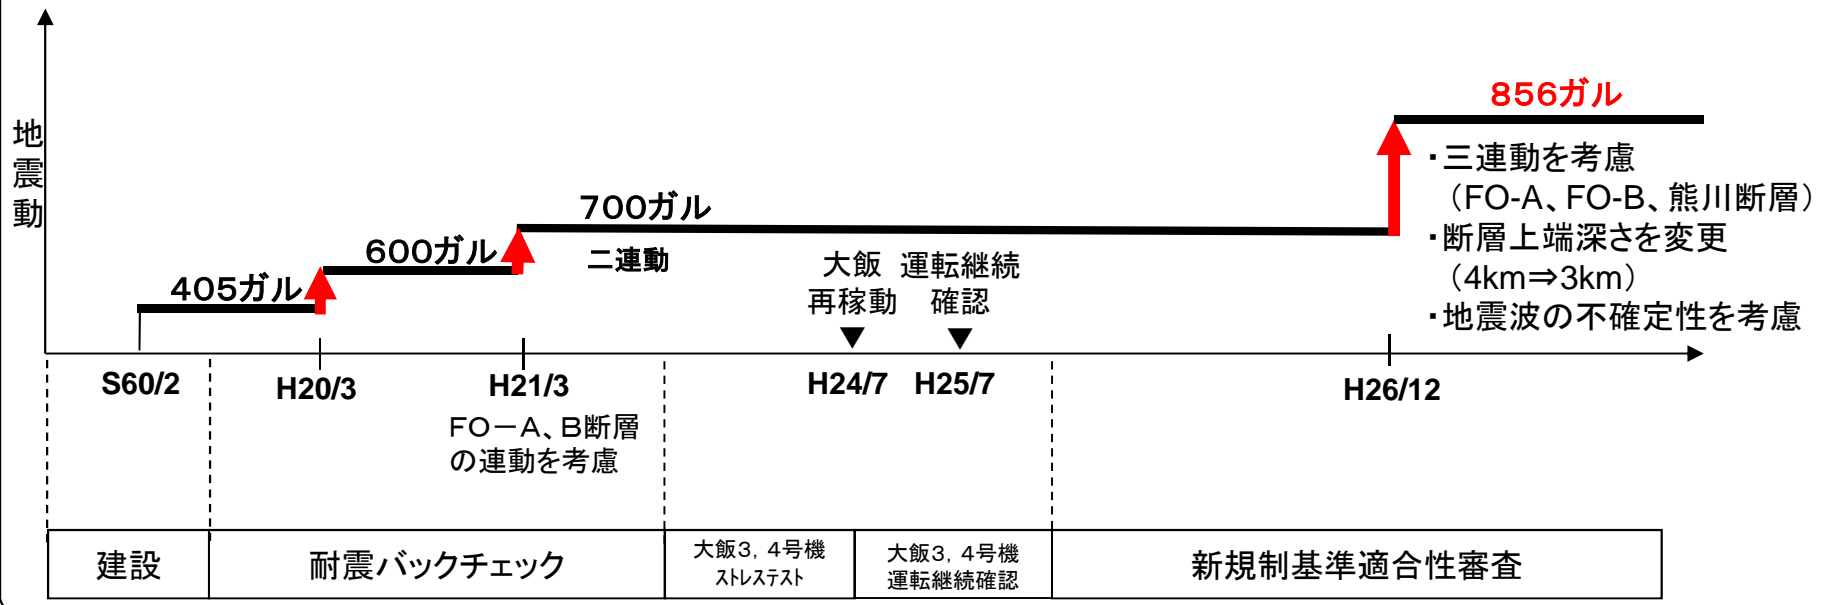 地震動
405ガル
600ガル
700ガル
二連動
大飯
再稼動
運転継続
確認
856ガル
・三連動を考慮
（FO-A、FO-B、熊川断層）
・断層上端深さを変更
（4km⇒3km）
・地震波の不確定性を考慮
S60/2
H20/3
H21/3
H24/7
H25/7
H26/12
FO－A、B断層
の連動を考慮
建設
耐震バックチェック
大飯3，4号機
ストレステスト
大飯3，4号機
運転継続確認
新規制基準適合性審査